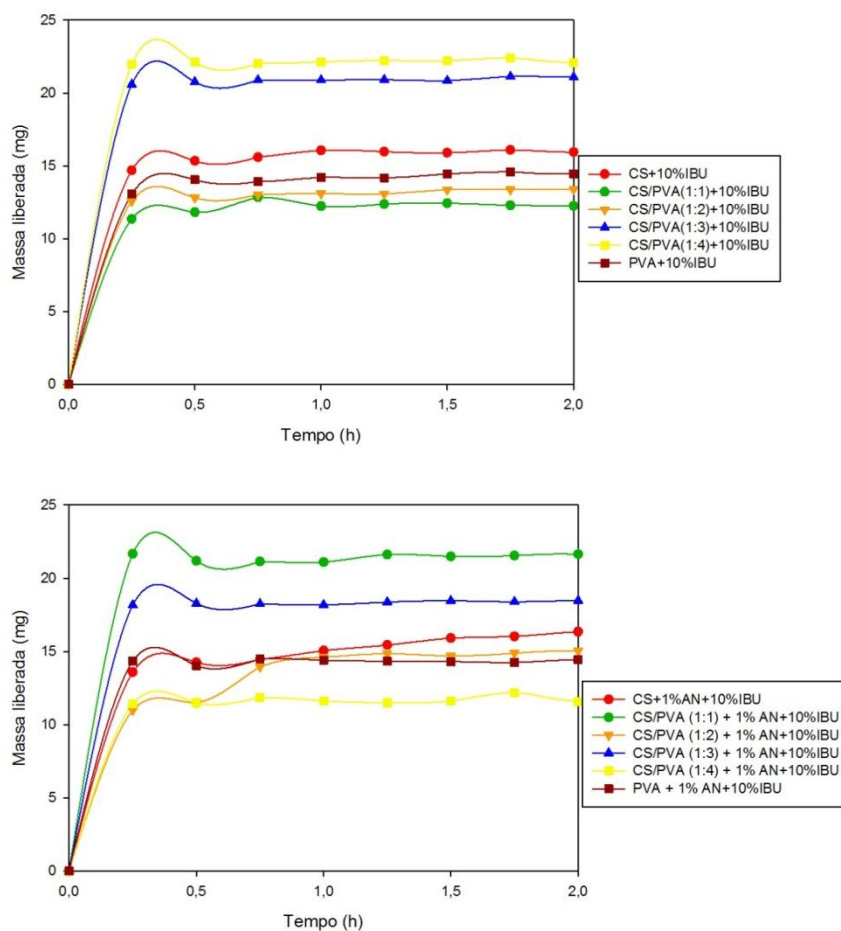 25
20
15
10
5
0
Massa liberada (mg)
0,0 0,5 1,0 1,5 2,0
Tempo (h)
CS+10%IBU
CS/PVA(1:1)+10%IBU
CS/PVA(1:2)+10%IBU
CS/PVA(1:3)+10%IBU
CS/PVA(1:4)+10%IBU
PVA+10%IBU
25
20
15
10
5
0
Massa liberada (mg)
0,0 0,5 1,0 1,5 2,0
Tempo (h)
CS+1%AN+10%IBU
CS/PVA (1:1) + 1% AN+10%IBU
CS/PVA (1:2) + 1% AN+10%IBU
CS/PVA (1:3) + 1% AN+10%IBU
CS/PVA (1:4) + 1% AN+10%IBU
PVA + 1% AN+10%IBU